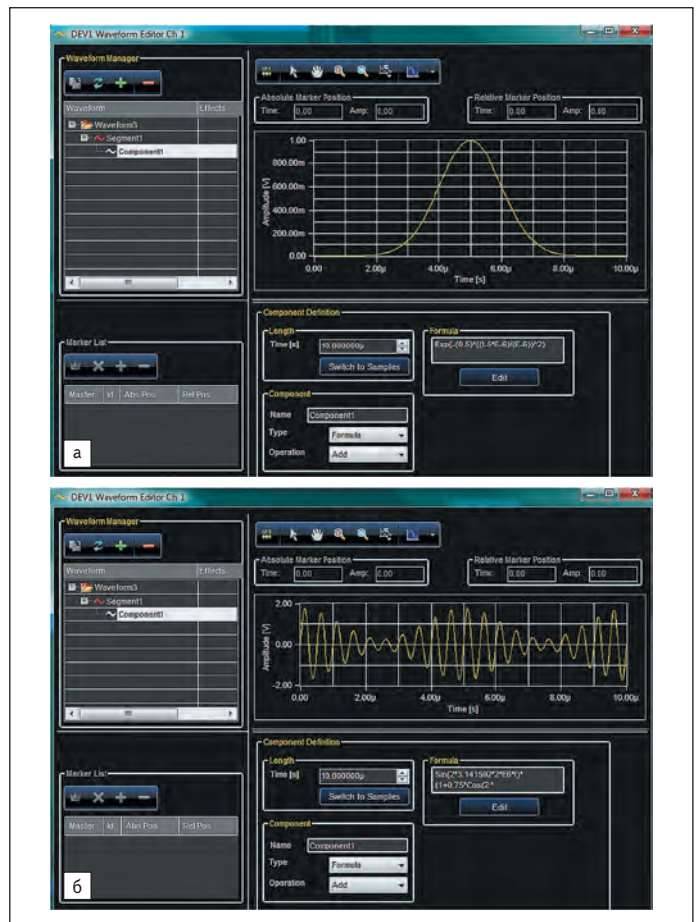 DEV1 Waveform Editor Ch 1
Waveform Manager
Waveform Effects
Waveform3
Segment1
Component1
Absolute Marker Position
Time: 0.00 Amp: 0.00
Relative Marker Position
Time: 0.00 Amp: 0.00
Amplitude [V]
1.00
800.00m
600.00m
400.00m
200.00m
0.00
0.00 2.00µ 4.00µ 6.00µ 8.00µ 10.00µ
Time [s]
Marker List
Master Id Abs Pos Rel Pos
Component Definition
Length
Time [s] 10.000000µ
Switch to Samples
Formula
Edit
Component
Name Component1
Type Formula
Operation Add
а
DEV1 Waveform Editor Ch 1
Waveform Manager
Waveform Effects
Waveform3
Segment1
Component1
Absolute Marker Position
Time: 0.00 Amp: 0.00
Relative Marker Position
Time: 0.00 Amp: 0.00
Amplitude [V]
2.00
0.00
-2.00
0.00 2.00µ 4.00µ 6.00µ 8.00µ 10.00µ
Time [s]
Marker List
Master Id Abs Pos Rel Pos
Component Definition
Length
Time [s] 10.000000µ
Switch to Samples
Formula
Sin(2*3.141592*2*E6*t)*
(1+0.75*Cos(2*
Edit
Component
Name Component1
Type Formula
Operation Add
б